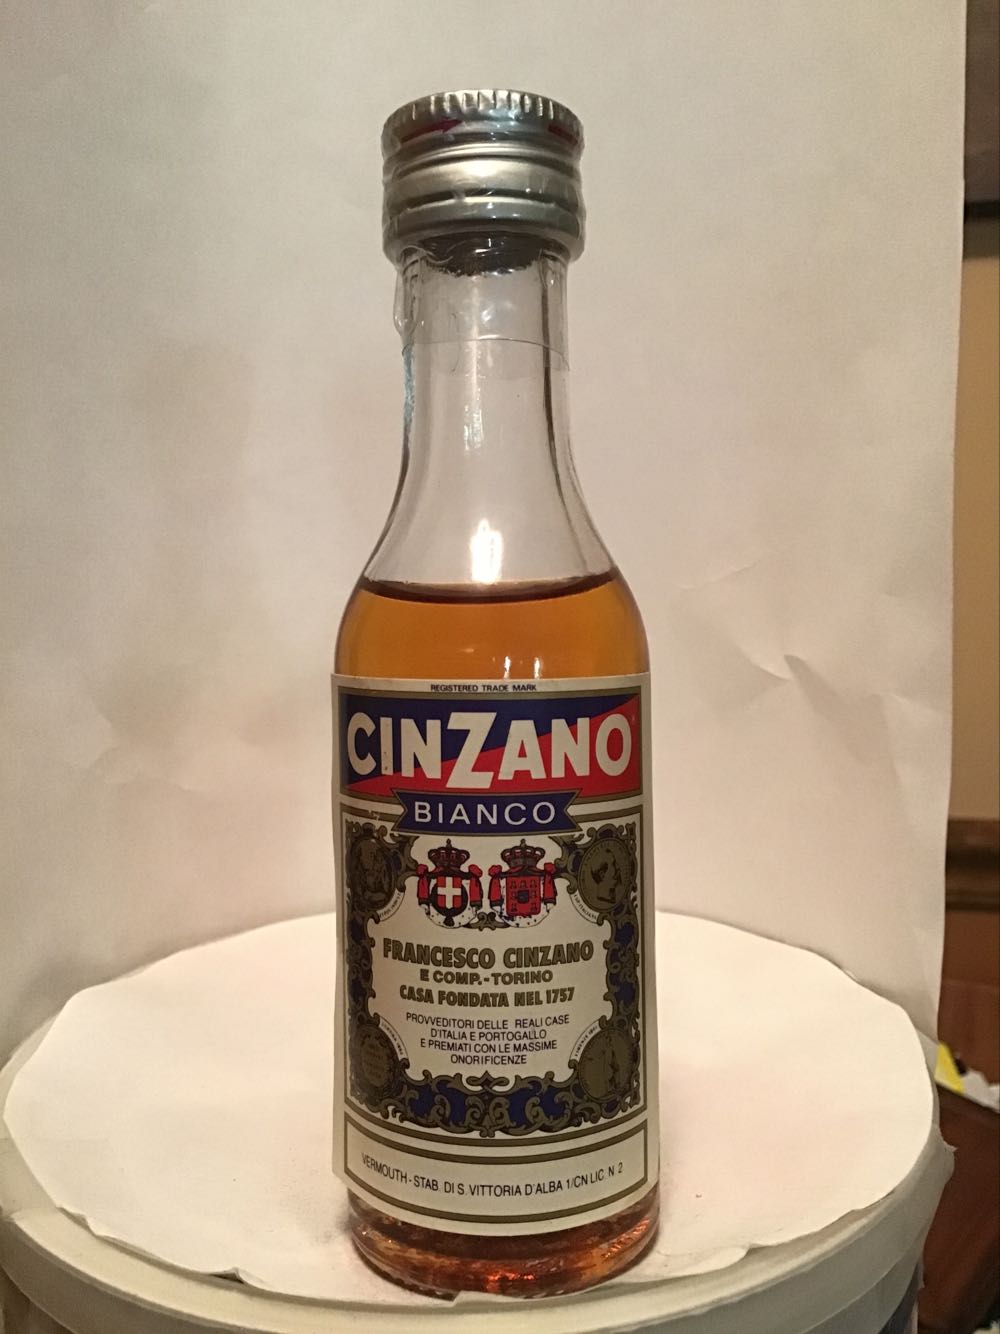 REGISTERED TRADE MARK
CINZANO
BIANCO
FRANCESCO CINZANO
E COMP.-TORINO
CASA FONDATA NEL 1757
PROVVEDITORI DELLE REALI CASE
D'ITALIA E PORTOGALLO
E PREMIATI CON LE MASSIME
ONORIFICENZE
VERMOUTH - STAB. DI S. VITTORIA D'ALBA 1/CN LIC. N 2